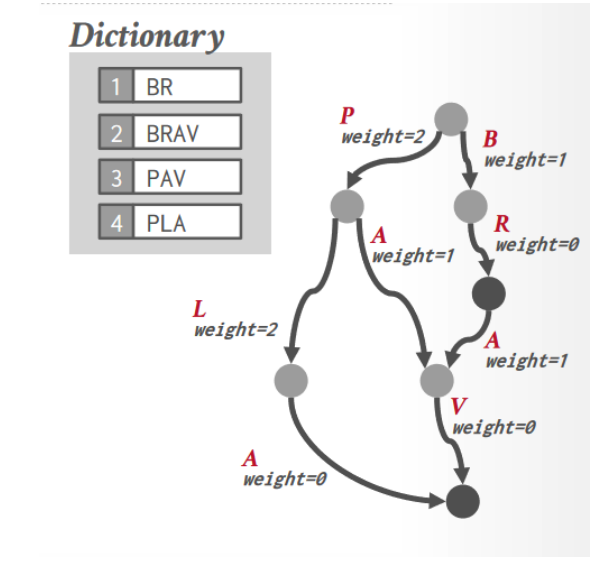 Dictionary
1 BR
2 BRAV
3 PAV
4 PLA
P
weight=2
B
weight=1
R
weight=0
A
weight=1
L
weight=2
A
weight=1
V
weight=0
A
weight=0